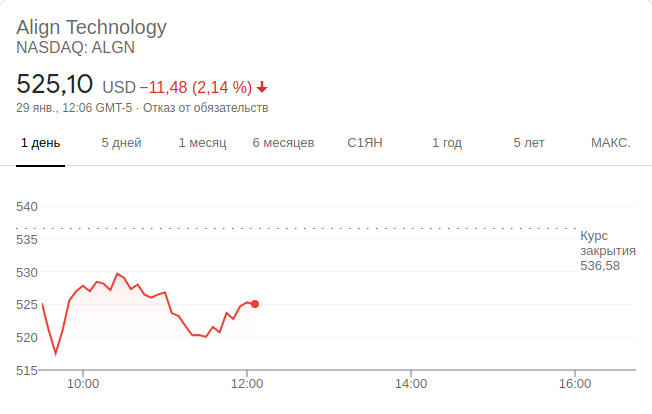 Align Technology
NASDAQ: ALGN
525,10 USD −11,48 (2,14 %)
29 янв., 12:06 GMT-5 · Отказ от обязательств
1 день 5 дней 1 месяц 6 месяцев С1ЯН 1 год 5 лет МАКС.
540
535
530
525
520
515
Курс
закрытия
536,58
10:00 12:00 14:00 16:00